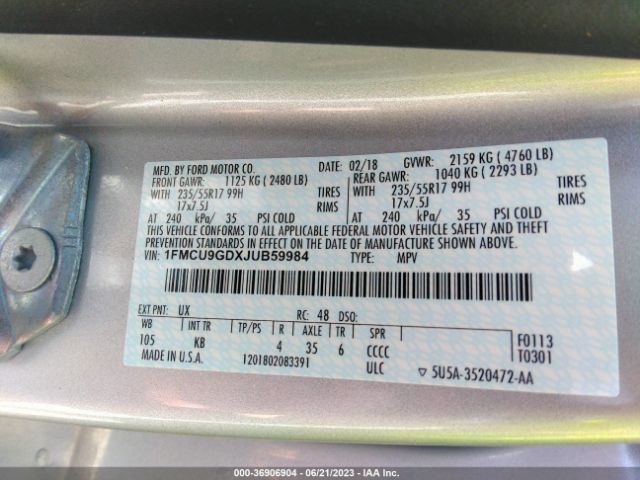 MFD. BY FORD MOTOR CO. DATE: 02/18 GVWR: 2159 KG ( 4760 LB)
FRONT GAWR: 1125 KG ( 2480 LB) REAR GAWR: 1040 KG ( 2293 LB)
WITH 235/55R17 99H TIRES WITH 235/55R17 99H TIRES
17x7.5J RIMS 17x7.5J RIMS
AT 240 kPa/ 35 PSI COLD AT 240 kPa/ 35 PSI COLD
THIS VEHICLE CONFORMS TO ALL APPLICABLE FEDERAL MOTOR VEHICLE SAFETY AND THEFT
PREVENTION STANDARDS IN EFFECT ON THE DATE OF MANUFACTURE SHOWN ABOVE.
VIN: 1FMCU9GDXJUB59984 TYPE: MPV
EXT PNT: UX RC: 48 DSO:
WB INT TR TP/PS R AXLE TR SPR
105 KB 4 35 6 CCCC F0113
MADE IN U.S.A. 1201802083391 ULC T0301
▽ 5U5A-3520472-AA
000-36906904 - 06/21/2023 - IAA Inc.